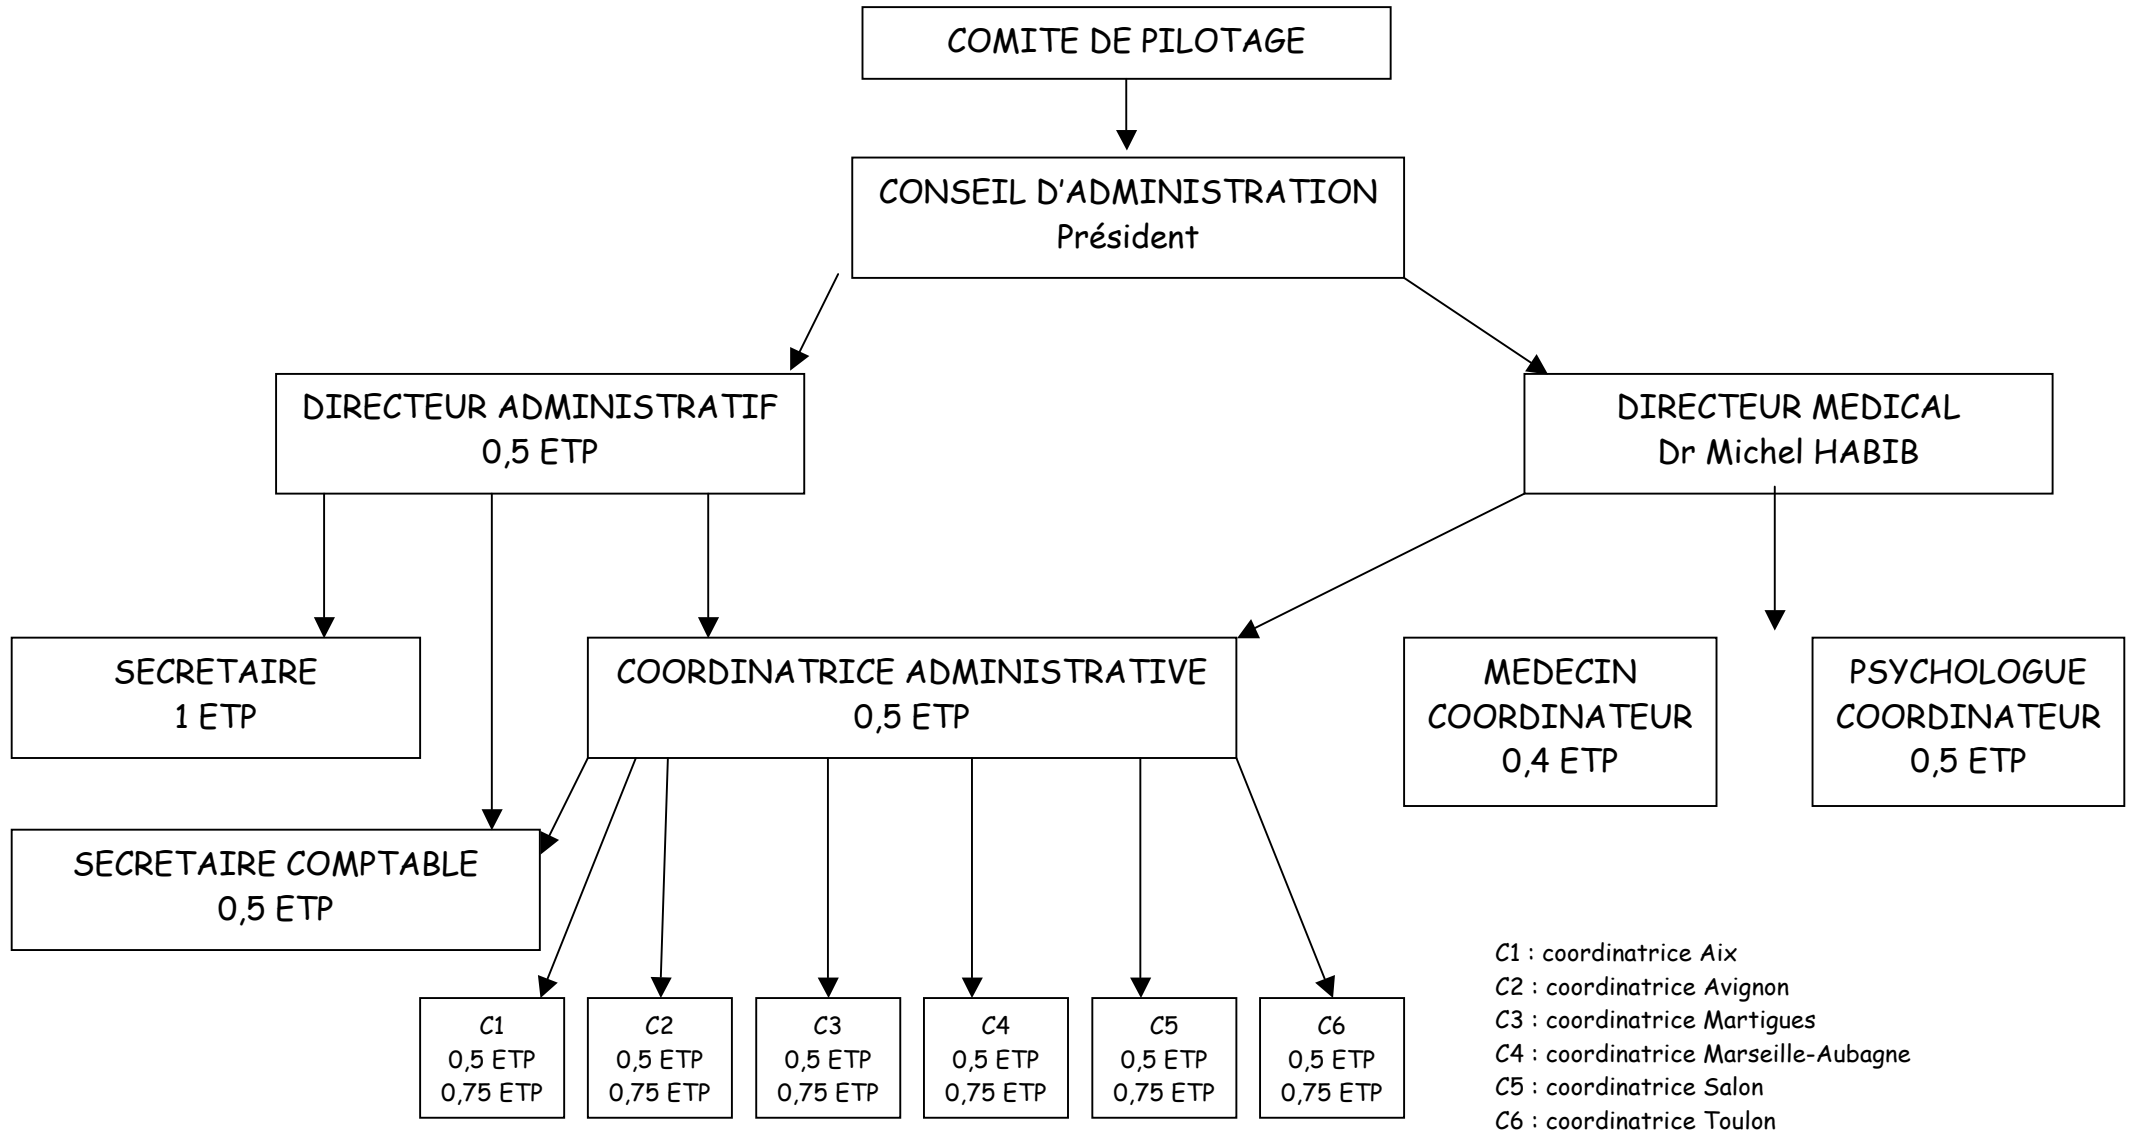 COMITE DE PILOTAGE
CONSEIL D’ADMINISTRATION
Président
DIRECTEUR ADMINISTRATIF
0,5 ETP
DIRECTEUR MEDICAL
Dr Michel HABIB
SECRETAIRE
1 ETP
COORDINATRICE ADMINISTRATIVE
0,5 ETP
MEDECIN
COORDINATEUR
0,4 ETP
PSYCHOLOGUE
COORDINATEUR
0,5 ETP
SECRETAIRE COMPTABLE
0,5 ETP
C1
0,5 ETP
0,75 ETP
C2
0,5 ETP
0,75 ETP
C3
0,5 ETP
0,75 ETP
C4
0,5 ETP
0,75 ETP
C5
0,5 ETP
0,75 ETP
C6
0,5 ETP
0,75 ETP
C1 : coordinatrice Aix
C2 : coordinatrice Avignon
C3 : coordinatrice Martigues
C4 : coordinatrice Marseille-Aubagne
C5 : coordinatrice Salon
C6 : coordinatrice Toulon